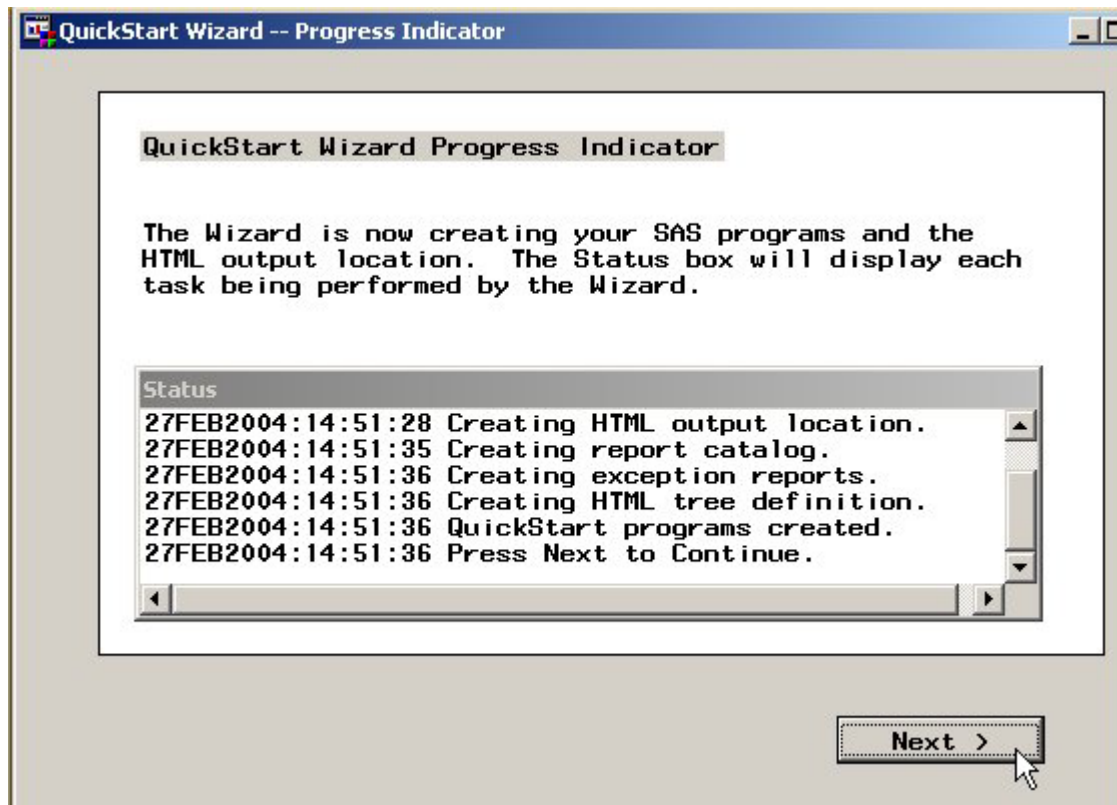 QuickStart Wizard -- Progress Indicator
QuickStart Wizard Progress Indicator
The Wizard is now creating your SAS programs and the
HTML output location.  The Status box will display each
task being performed by the Wizard.
Status
27FEB2004:14:51:28 Creating HTML output location.
27FEB2004:14:51:35 Creating report catalog.
27FEB2004:14:51:36 Creating exception reports.
27FEB2004:14:51:36 Creating HTML tree definition.
27FEB2004:14:51:36 QuickStart programs created.
27FEB2004:14:51:36 Press Next to Continue.
Next >